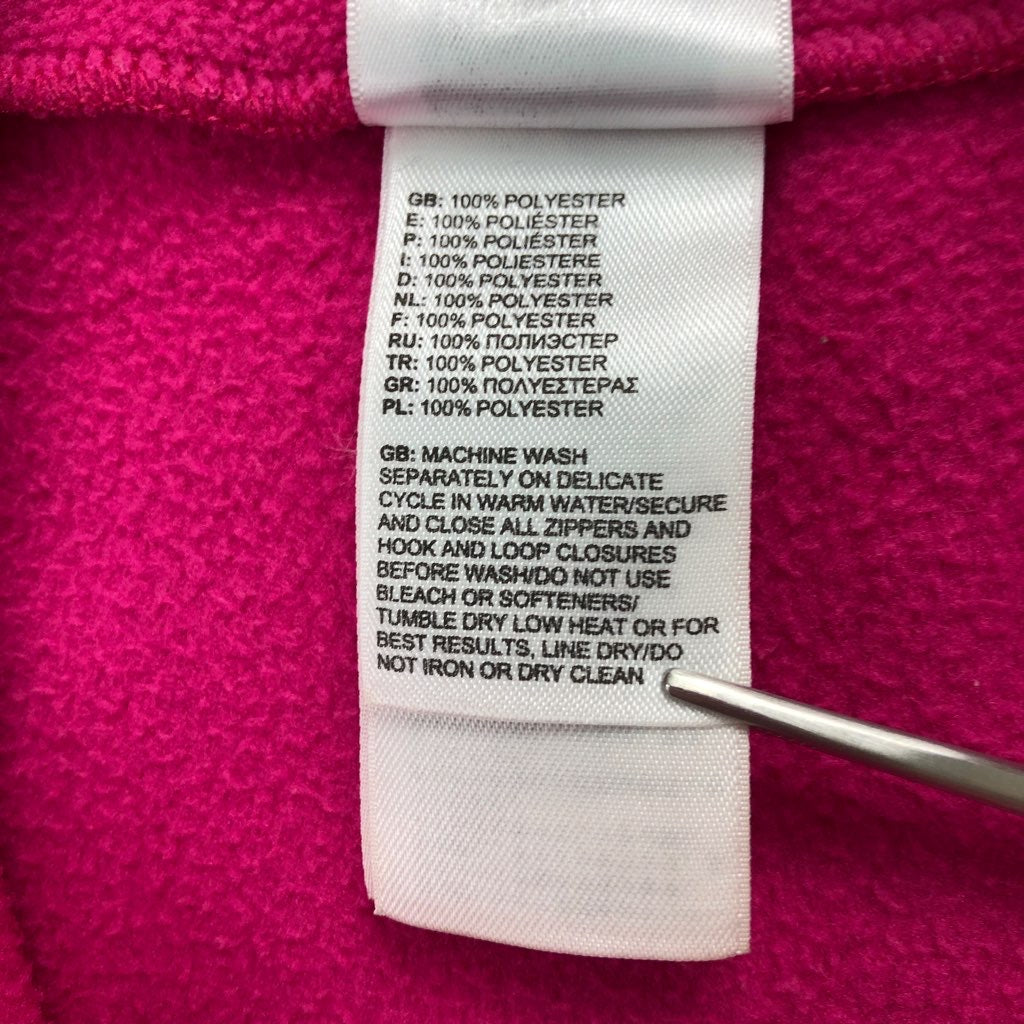 GB: 100% POLYESTER
E: 100% POLIÉSTER
P: 100% POLIÉSTER
I: 100% POLIESTERE
D: 100% POLYESTER
NL: 100% POLYESTER
F: 100% POLYESTER
RU: 100% ПОЛИЭСТЕР
TR: 100% POLYESTER
GR: 100% ΠΟΛΥΕΣΤΕΡΑΣ
PL: 100% POLYESTER
GB: MACHINE WASH
SEPARATELY ON DELICATE
CYCLE IN WARM WATER/SECURE
AND CLOSE ALL ZIPPERS AND
HOOK AND LOOP CLOSURES
BEFORE WASH/DO NOT USE
BLEACH OR SOFTENERS/
TUMBLE DRY LOW HEAT OR FOR
BEST RESULTS, LINE DRY/DO
NOT IRON OR DRY CLEAN